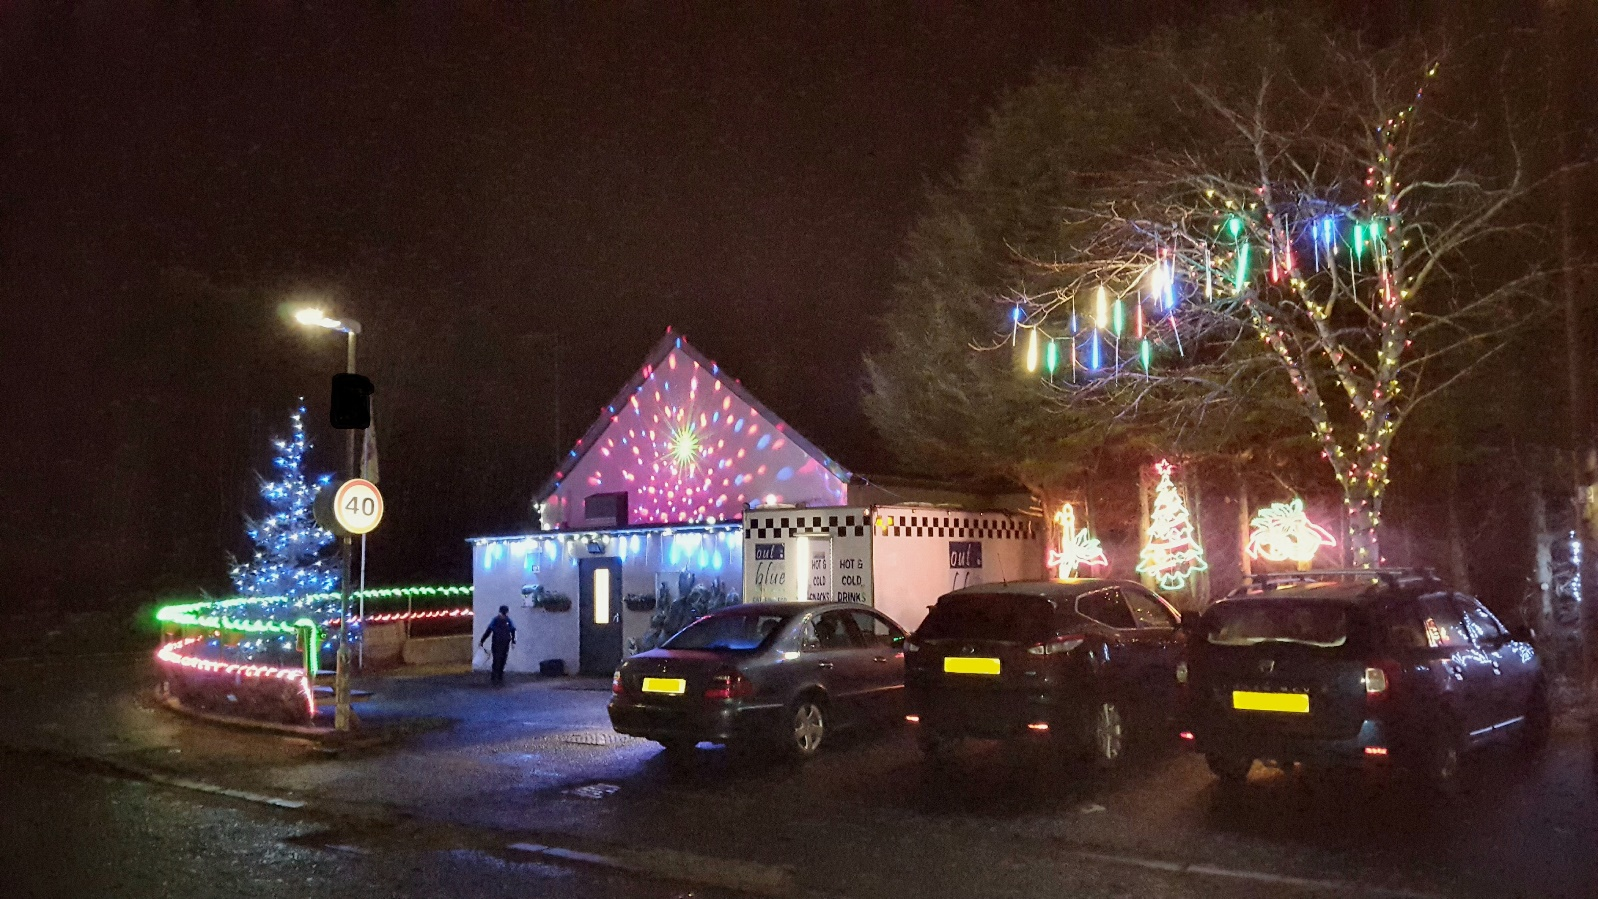 40
out
blue
HOT &
COLD
SNACKS
HOT &
COLD
DRINKS
out